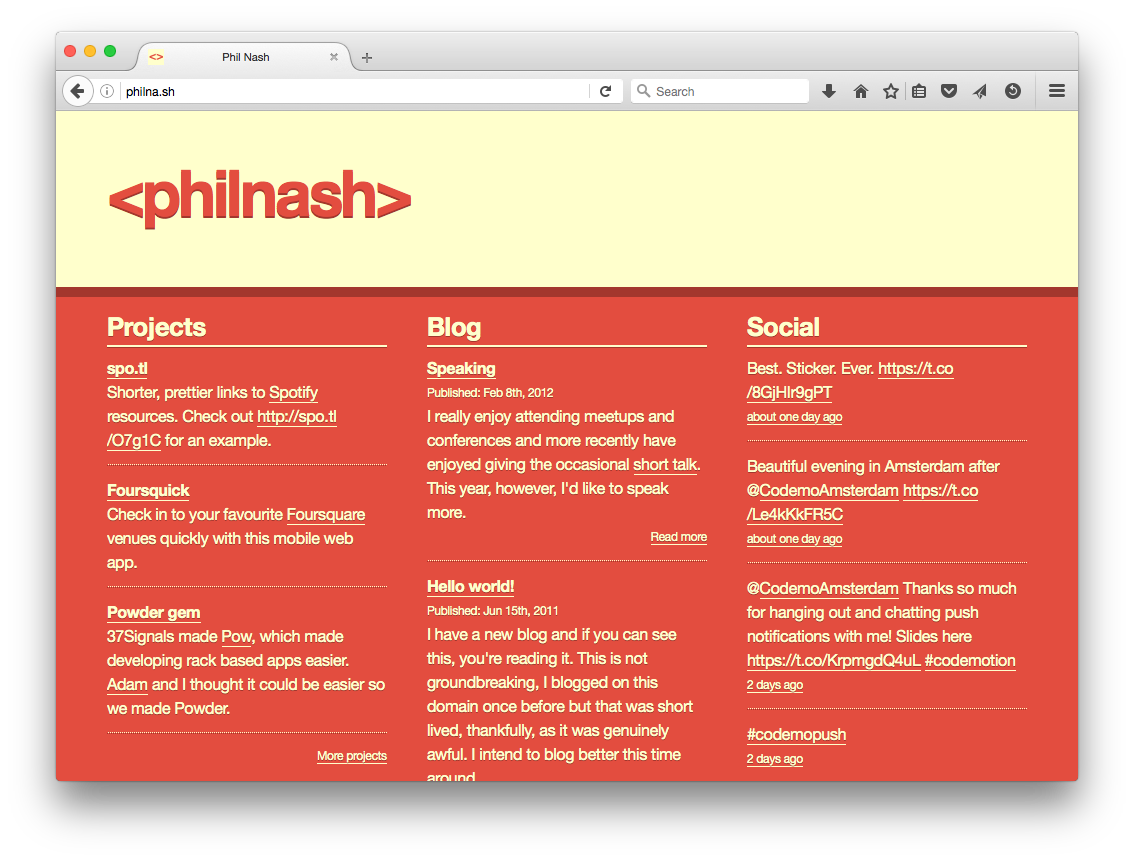 <> Phil Nash
philna.sh
Search
<philnash>
Projects
spo.tl
Shorter, prettier links to Spotify
resources. Check out http://spo.tl
/O7g1C for an example.
Foursquick
Check in to your favourite Foursquare
venues quickly with this mobile web
app.
Powder gem
37Signals made Pow, which made
developing rack based apps easier.
Adam and I thought it could be easier so
we made Powder.
More projects
Blog
Speaking
Published: Feb 8th, 2012
I really enjoy attending meetups and
conferences and more recently have
enjoyed giving the occasional short talk.
This year, however, I'd like to speak
more.
Read more
Hello world!
Published: Jun 15th, 2011
I have a new blog and if you can see
this, you're reading it. This is not
groundbreaking, I blogged on this
domain once before but that was short
lived, thankfully, as it was genuinely
awful. I intend to blog better this time
around
Social
Best. Sticker. Ever. https://t.co
/8GjHIr9gPT
about one day ago
Beautiful evening in Amsterdam after
@CodemoAmsterdam https://t.co
/Le4kKkFR5C
about one day ago
@CodemoAmsterdam Thanks so much
for hanging out and chatting push
notifications with me! Slides here
https://t.co/KrpmgdQ4uL #codemotion
2 days ago
#codemopush
2 days ago